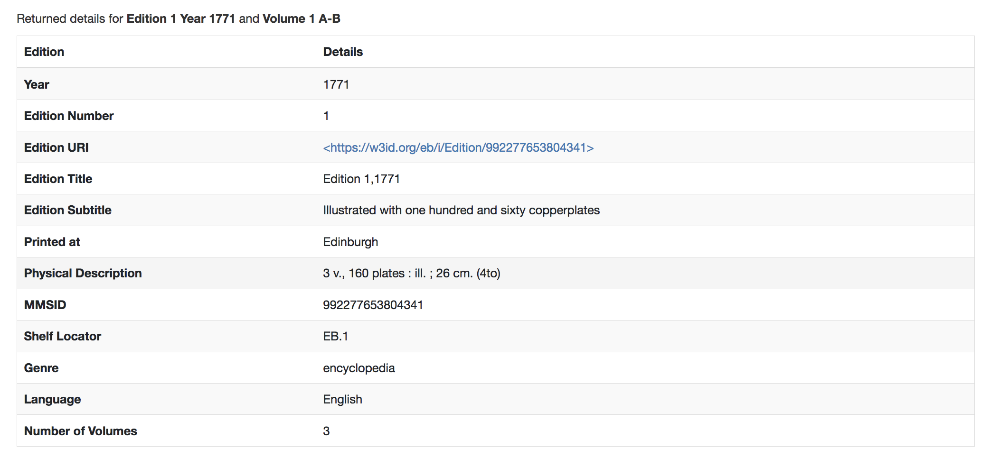 Returned details for Edition 1 Year 1771 and Volume 1 A-B
Edition Details
Year 1771
Edition Number 1
Edition URI <https://w3id.org/eb/i/Edition/992277653804341>
Edition Title Edition 1,1771
Edition Subtitle Illustrated with one hundred and sixty copperplates
Printed at Edinburgh
Physical Description 3 v., 160 plates : ill. ; 26 cm. (4to)
MMSID 992277653804341
Shelf Locator EB.1
Genre encyclopedia
Language English
Number of Volumes 3